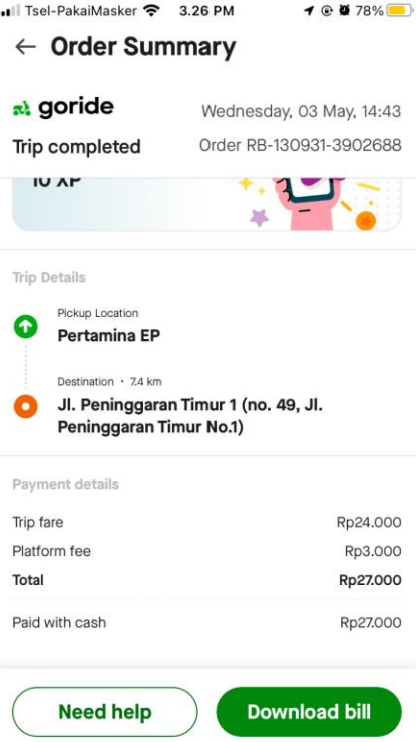 Tsel-PakaiMasker 3.26 PM 78%
Order Summary
goride Wednesday, 03 May, 14:43
Trip completed Order RB-130931-3902688
10 XP
Trip Details
Pickup Location
Pertamina EP
Destination · 7.4 km
Jl. Peninggaran Timur 1 (no. 49, Jl.
Peninggaran Timur No.1)
Payment details
Trip fare Rp24.000
Platform fee Rp3.000
Total Rp27.000
Paid with cash Rp27.000
Need help Download bill